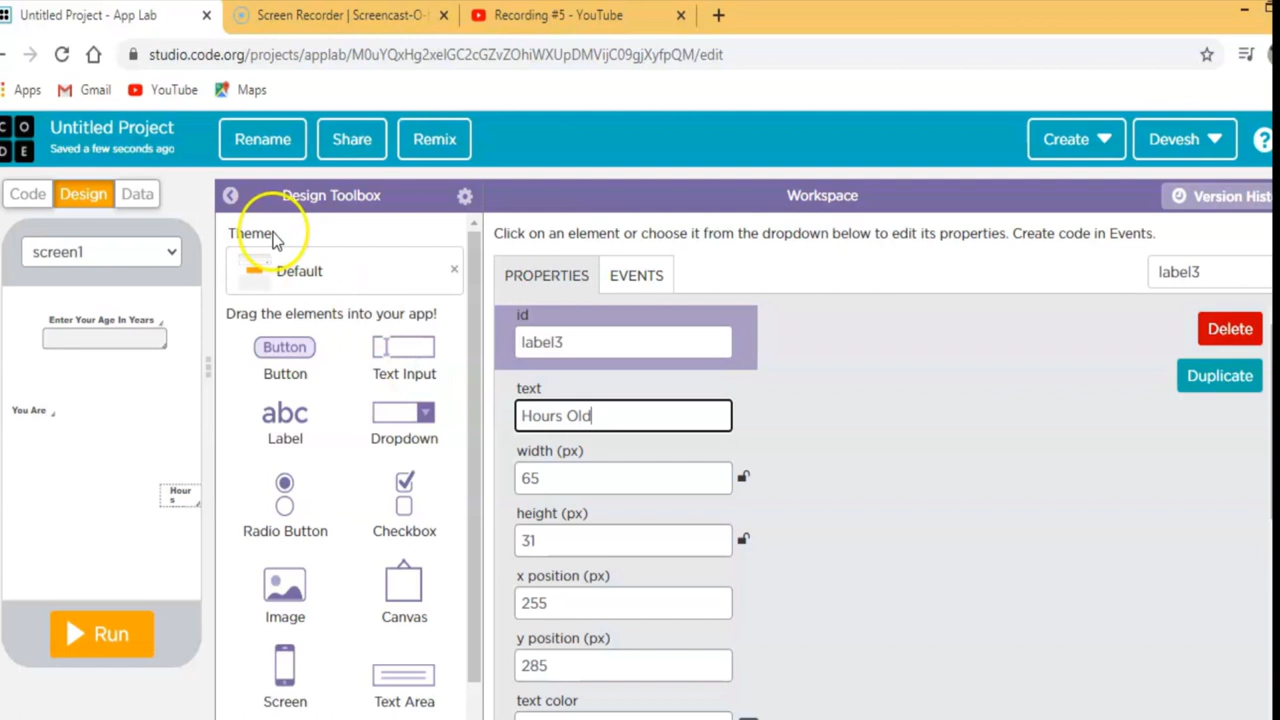 Untitled Project - App Lab
Screen Recorder | Screencast-O-
Recording #5 - YouTube
studio.code.org/projects/applab/M0uYQxHg2xelGC2cGZvZOhiWXUpDMVijC09gjXyfpQM/edit
Apps
Gmail
YouTube
Maps
C O
D E
Untitled Project
Saved a few seconds ago
Rename
Share
Remix
Create
Devesh
?
Code
Design
Data
Design Toolbox
Workspace
Version Hist
screen1
Enter Your Age In Years
You Are
Hour
s
Run
Theme
Default
Drag the elements into your app!
Button
Button
Text Input
abc
Label
Dropdown
Radio Button
Checkbox
Image
Canvas
Screen
Text Area
Click on an element or choose it from the dropdown below to edit its properties. Create code in Events.
PROPERTIES
EVENTS
label3
id
label3
Delete
Duplicate
text
Hours Old
width (px)
65
height (px)
31
x position (px)
255
y position (px)
285
text color